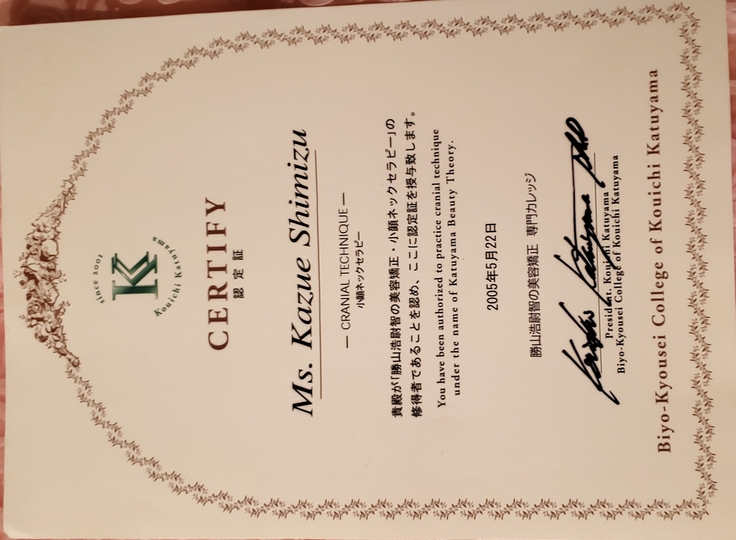 since 2001
K
Kouichi Katuyama
CERTIFY
認定証
Ms. Kazue Shimizu
— CRANIAL TECHNIQUE —
小顔ネックセラピー
貴殿が「勝山浩尉智の美容矯正・小顔ネックセラピー」の
修得者であることを認め、ここに認定証を授与致します。
You have been authorized to practice cranial technique
under the name of Katuyama Beauty Theory.
2005年5月22日
勝山浩尉智の美容矯正 専門カレッジ
President. Kouichi Katuyama
Biyo-Kyousei College of Kouichi Katuyama
Biyo-Kyousei College of Kouichi Katuyama